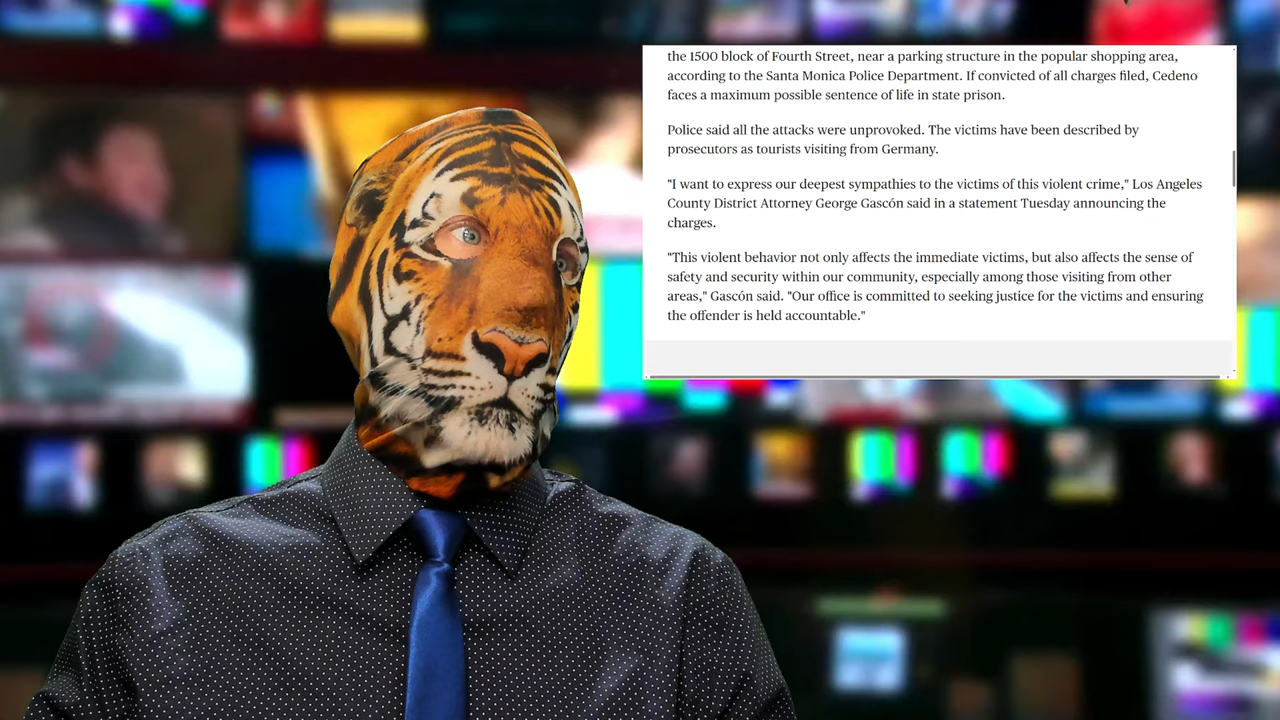 the 1500 block of Fourth Street, near a parking structure in the popular shopping area,
according to the Santa Monica Police Department. If convicted of all charges filed, Cedeno
faces a maximum possible sentence of life in state prison.
Police said all the attacks were unprovoked. The victims have been described by
prosecutors as tourists visiting from Germany.
"I want to express our deepest sympathies to the victims of this violent crime," Los Angeles
County District Attorney George Gascón said in a statement Tuesday announcing the
charges.
"This violent behavior not only affects the immediate victims, but also affects the sense of
safety and security within our community, especially among those visiting from other
areas," Gascón said. "Our office is committed to seeking justice for the victims and ensuring
the offender is held accountable."